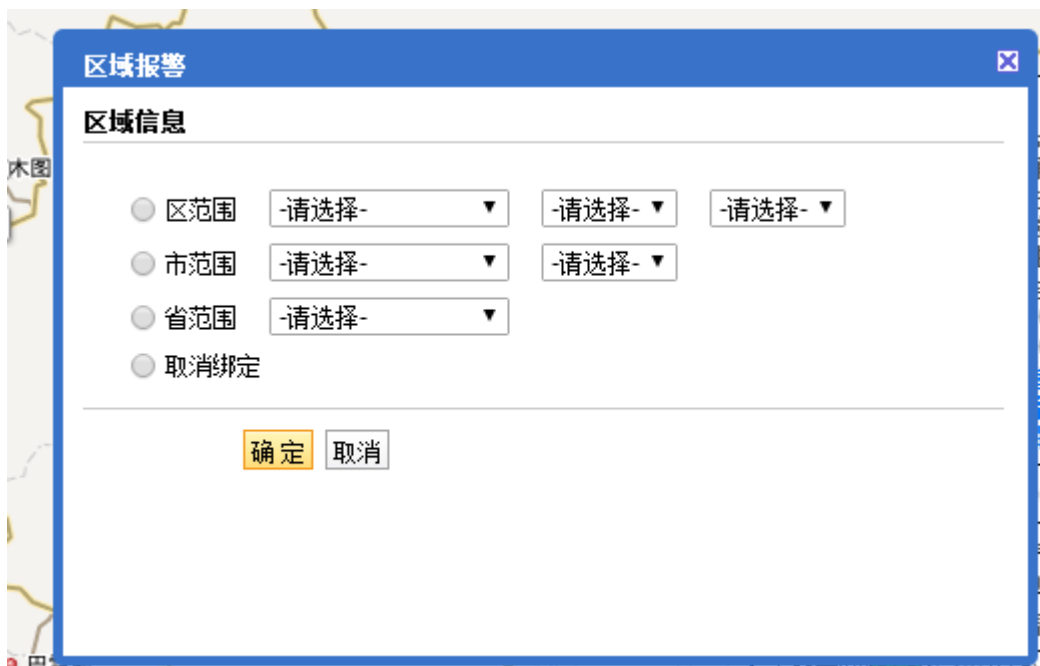 区域报警
区域信息
木图
区范围 -请选择- -请选择- -请选择-
市范围 -请选择- -请选择-
省范围 -请选择-
取消绑定
确定 取消